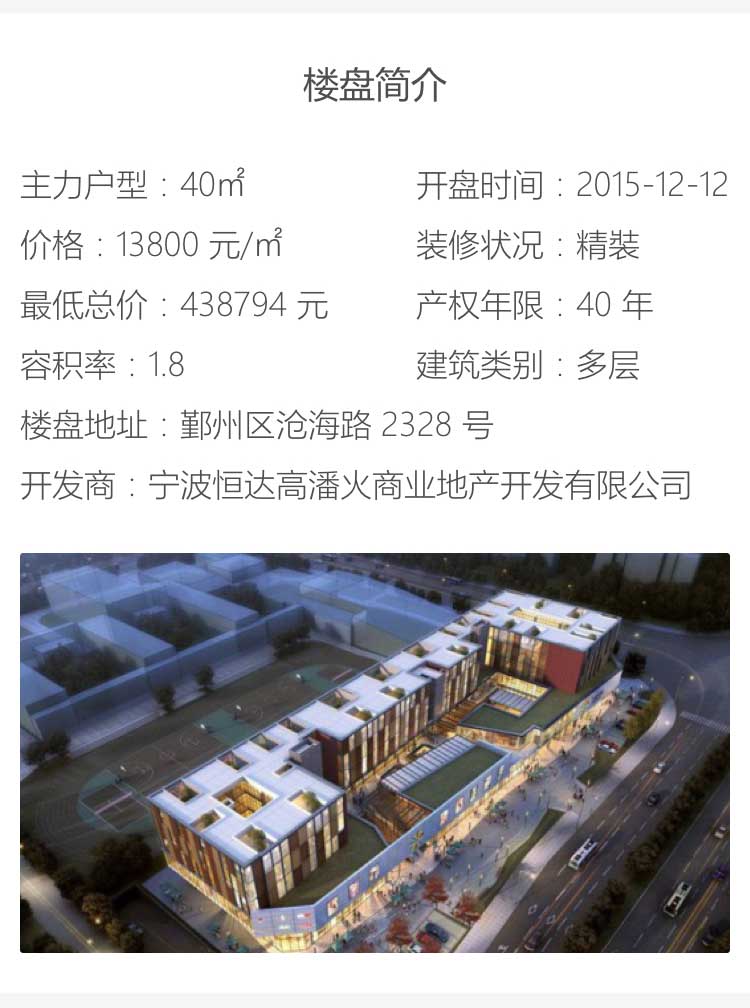 楼盘简介
主力户型：40㎡ 开盘时间：2015-12-12
价格：13800 元/㎡ 装修状况：精裝
最低总价：438794 元 产权年限：40 年
容积率：1.8 建筑类别：多层
楼盘地址：鄞州区沧海路 2328 号
开发商：宁波恒达高潘火商业地产开发有限公司